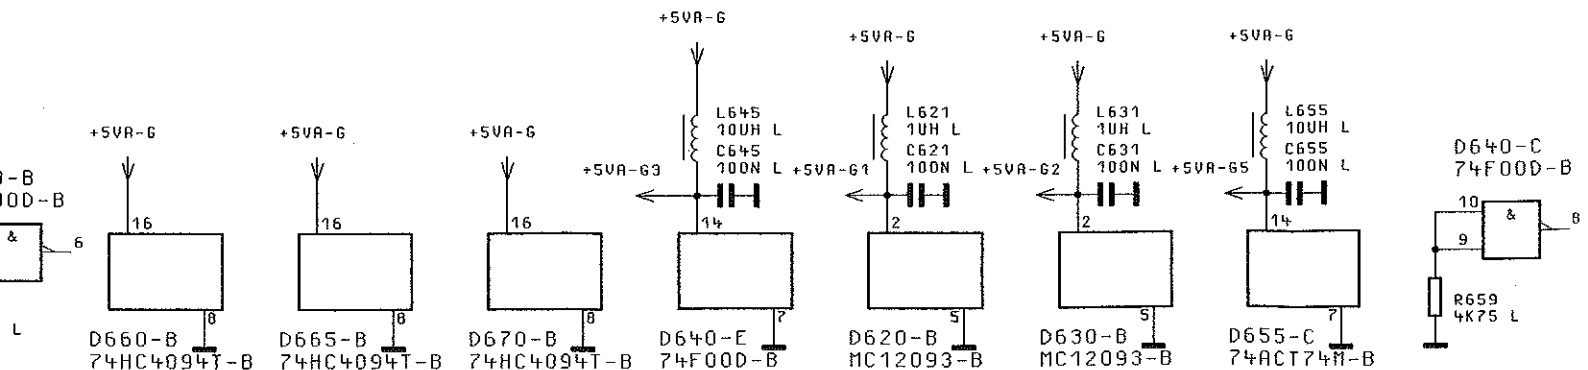 +5VA-G
+5VA-G
+5VA-G
+5VA-G
L645
10UH L
C645
100N L
L621
1UH L
C621
100N L
L631
1UH L
C631
100N L
L655
10UH L
C655
100N L
+5VA-G
+5VA-G
+5VA-G
+5VA-G3
+5VA-G1
+5VA-G2
+5VA-G5
D640-C
74F00D-B
-B
00D-B
&
6
L
16
16
16
14
2
2
14
10
9
&
8
8
8
8
7
5
5
7
R659
4K75 L
D660-B
74HC4094T-B
D665-B
74HC4094T-B
D670-B
74HC4094T-B
D640-E
74F00D-B
D620-B
MC12093-B
D630-B
MC12093-B
D655-C
74ACT74M-B